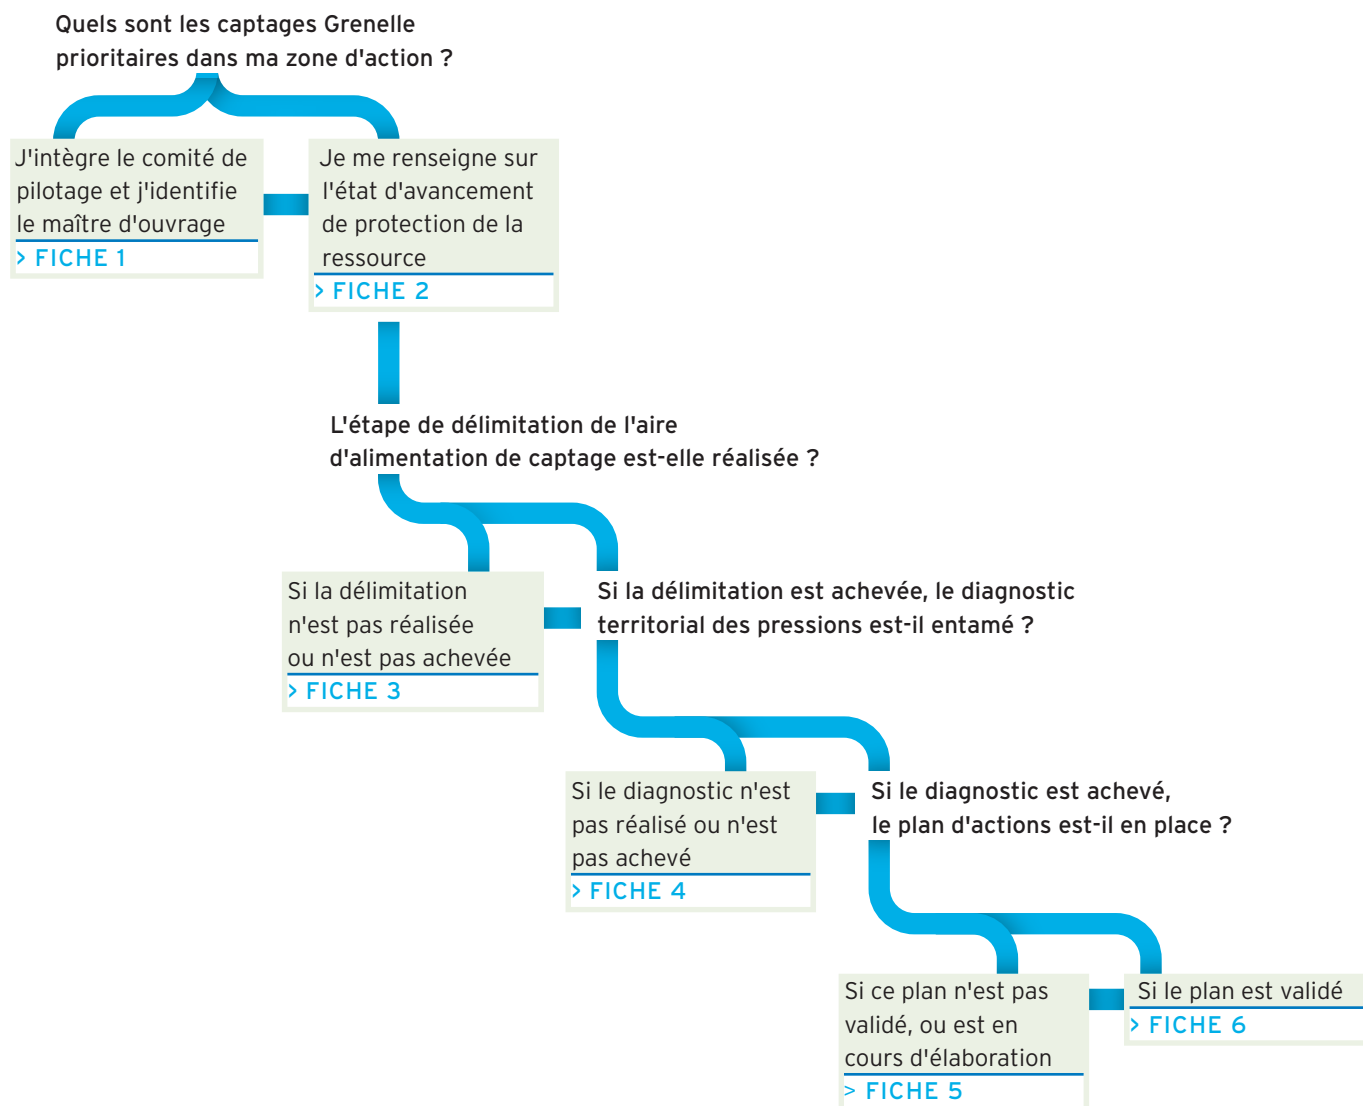 Quels sont les captages Grenelle
prioritaires dans ma zone d'action ?
J'intègre le comité de
pilotage et j'identifie
le maître d'ouvrage
> FICHE 1
Je me renseigne sur
l'état d'avancement
de protection de la
ressource
> FICHE 2
L'étape de délimitation de l'aire
d'alimentation de captage est-elle réalisée ?
Si la délimitation
n'est pas réalisée
ou n'est pas achevée
> FICHE 3
Si la délimitation est achevée, le diagnostic
territorial des pressions est-il entamé ?
Si le diagnostic n'est
pas réalisé ou n'est
pas achevé
> FICHE 4
Si le diagnostic est achevé,
le plan d'actions est-il en place ?
Si ce plan n'est pas
validé, ou est en
cours d'élaboration
> FICHE 5
Si le plan est validé
> FICHE 6